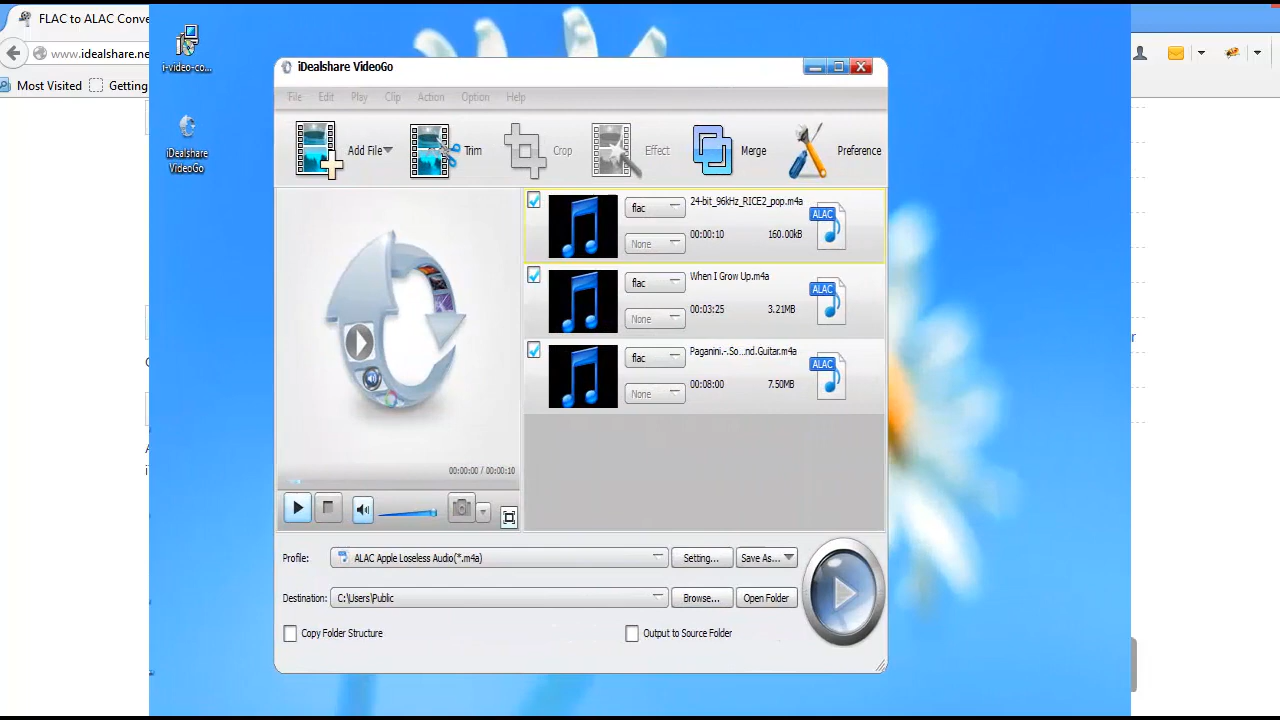 FLAC to ALAC Conve
www.idealshare.ne
Most Visited
Getting
i-video-co...
iDealshare
VideoGo
iDealshare VideoGo
File Edit Play Clip Action Option Help
Add File
Trim
Crop
Effect
Merge
Preference
flac
24-bit_96kHz_RICE2_pop.m4a
ALAC
None
00:00:10
160.00kB
flac
When I Grow Up.m4a
ALAC
None
00:03:25
3.21MB
flac
Paganini.-.So...nd.Guitar.m4a
ALAC
None
00:08:00
7.50MB
00:00:00 / 00:00:10
Profile:
ALAC Apple Loseless Audio(*.m4a)
Setting...
Save As...
Destination:
C:\Users\Public
Browse...
Open Folder
Copy Folder Structure
Output to Source Folder